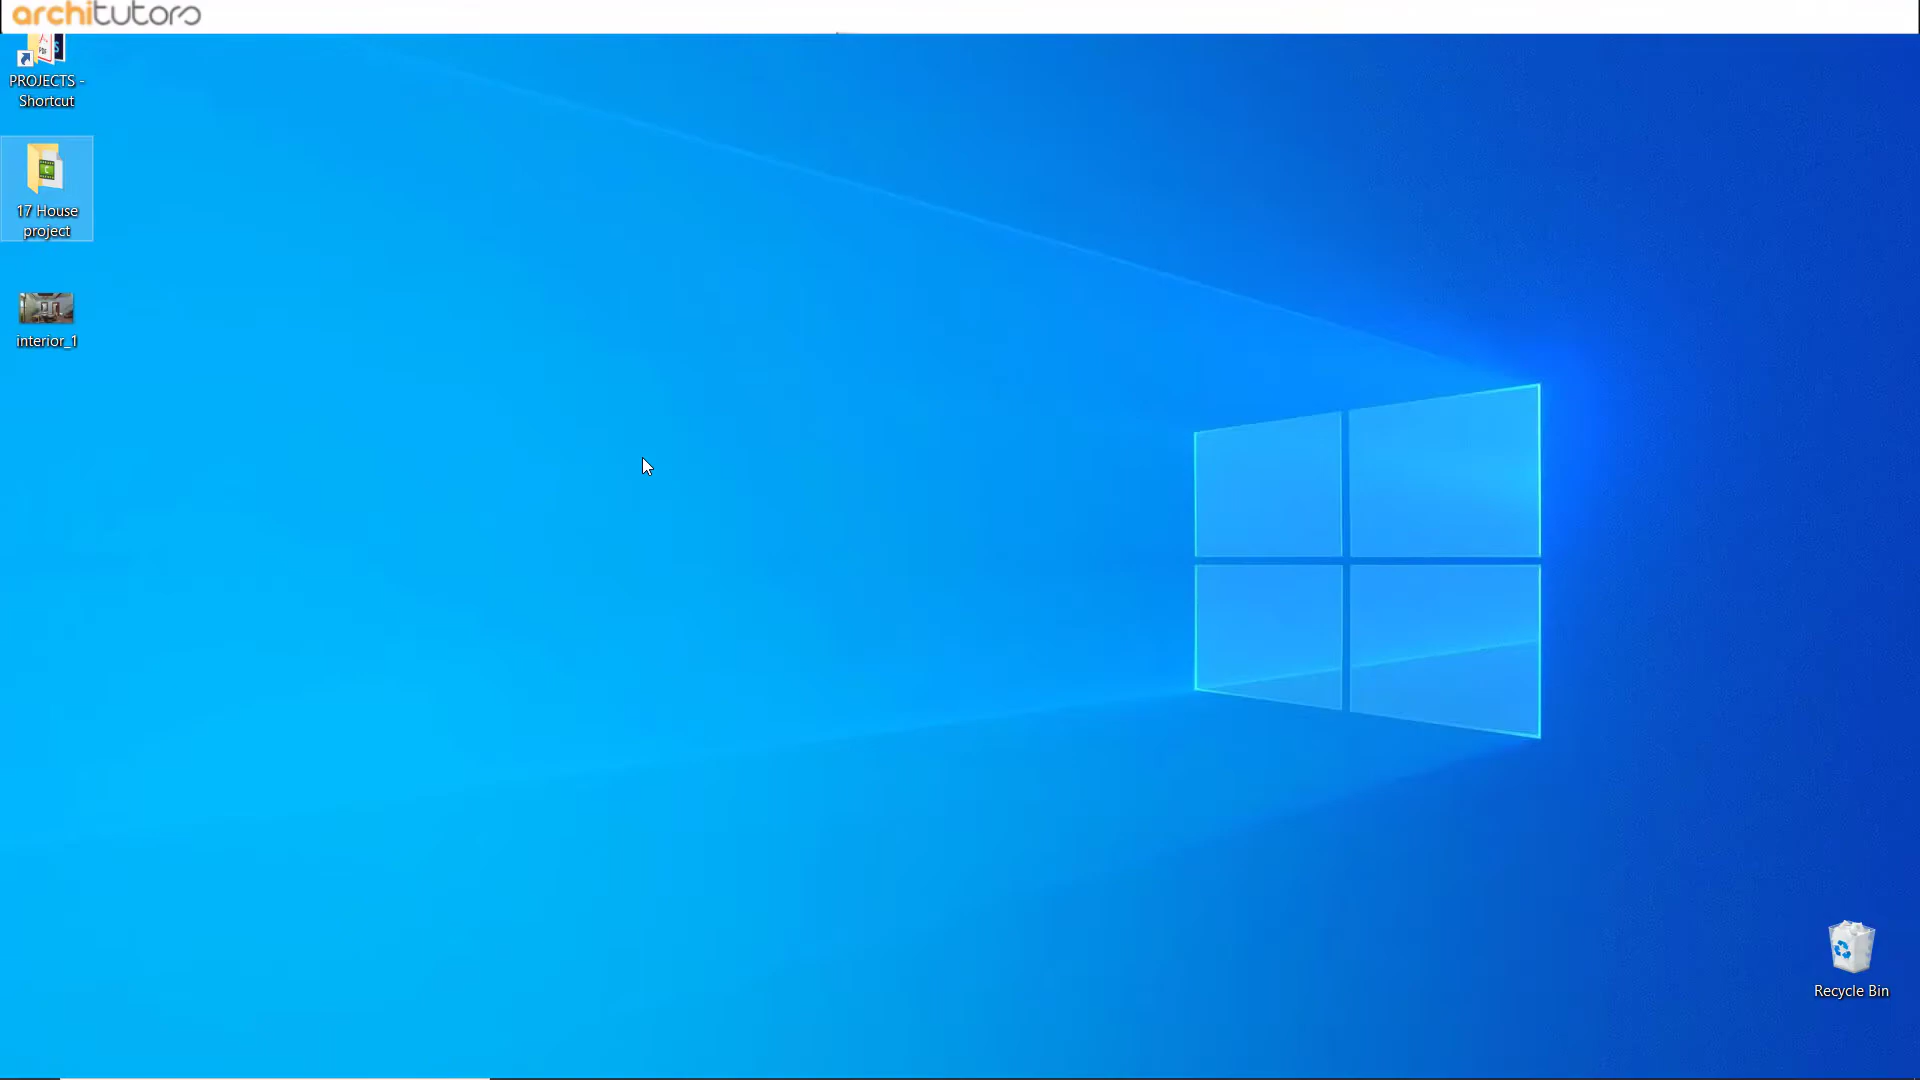 architutors
PROJECTS -
Shortcut
17 House
project
interior_1
Recycle Bin